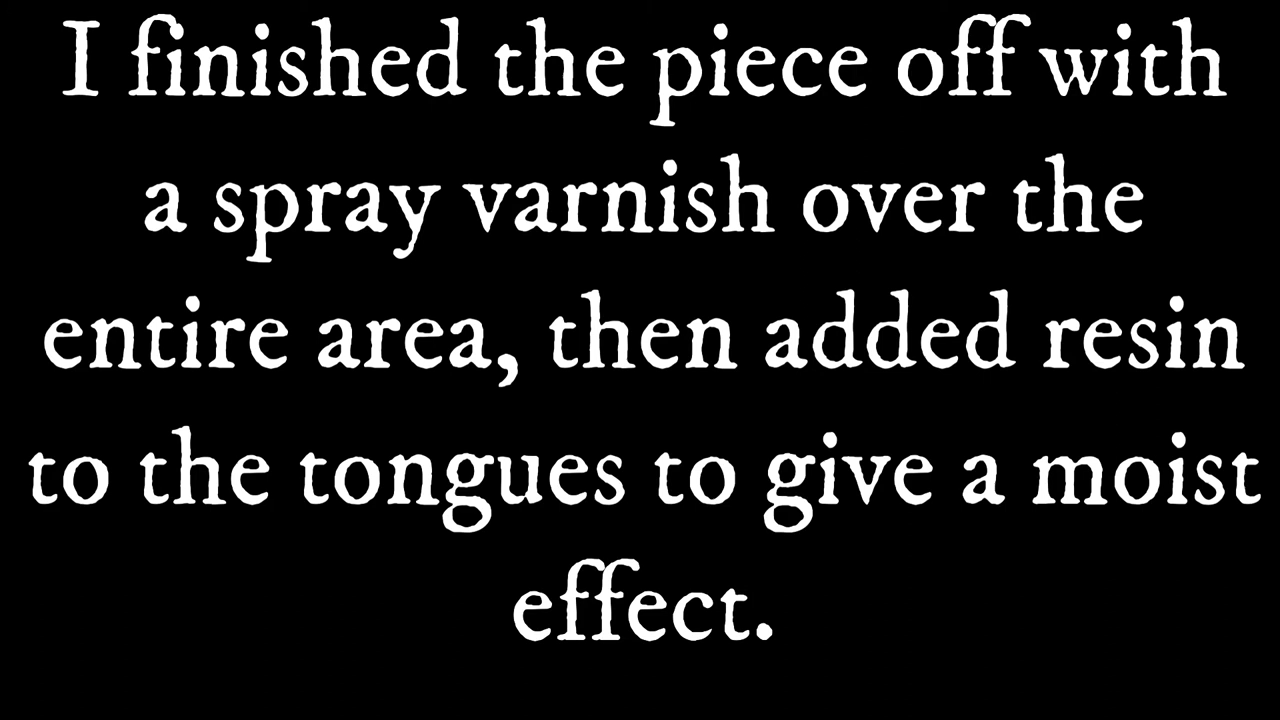 I finished the piece off with
a spray varnish over the
entire area, then added resin
to the tongues to give a moist
effect.